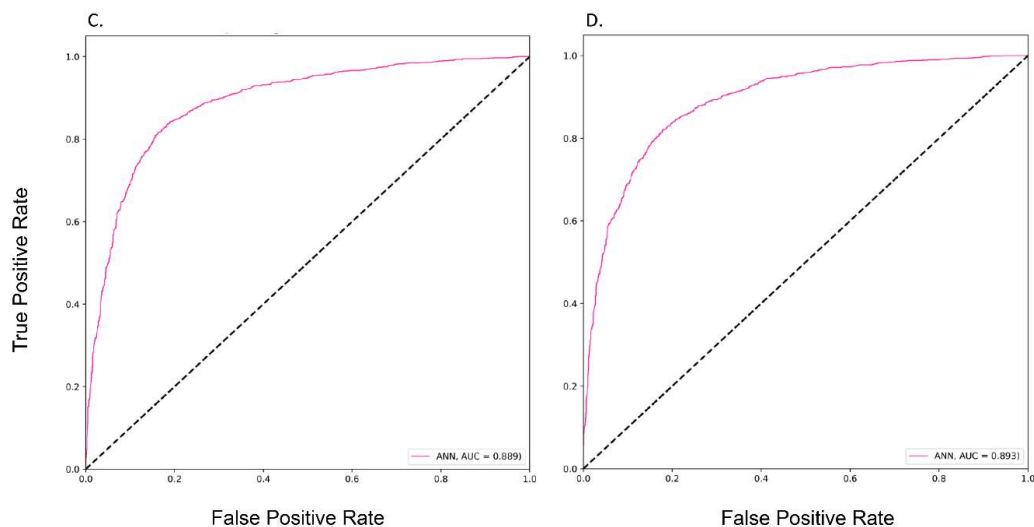 C.
D.
True Positive Rate
1.0
0.8
0.6
0.4
0.2
0.0
ANN, AUC = 0.889)
0.0 0.2 0.4 0.6 0.8 1.0
False Positive Rate
1.0
0.8
0.6
0.4
0.2
0.0
ANN, AUC = 0.893)
0.0 0.2 0.4 0.6 0.8 1.0
False Positive Rate